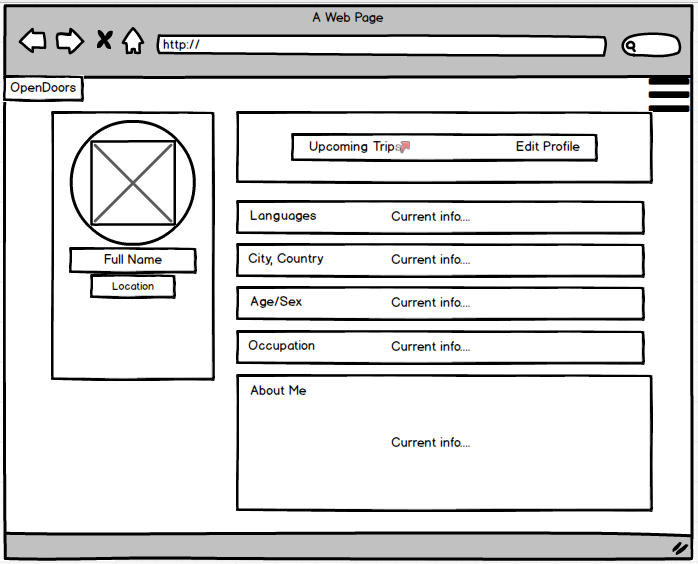 A Web Page
http://
OpenDoors
Full Name
Location
Upcoming Trips Edit Profile
Languages Current info....
City, Country Current info....
Age/Sex Current info....
Occupation Current info....
About Me
Current info....